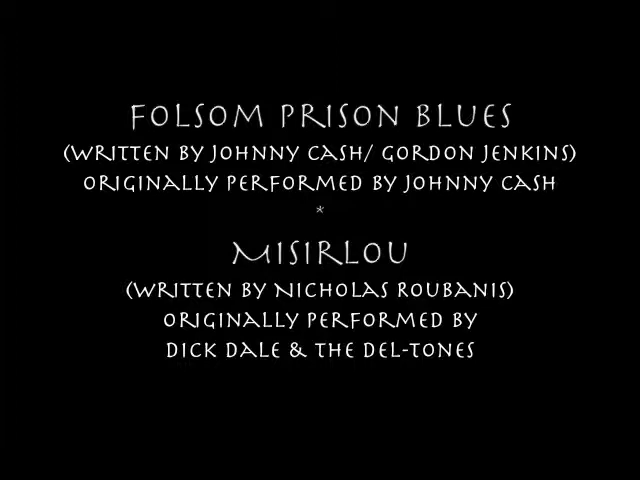 FOLSOM PRISON BLUES
(WRITTEN BY JOHNNY CASH/ GORDON JENKINS)
ORIGINALLY PERFORMED BY JOHNNY CASH
*
MISIRLOU
(WRITTEN BY NICHOLAS ROUBANIS)
ORIGINALLY PERFORMED BY
DICK DALE & THE DEL-TONES